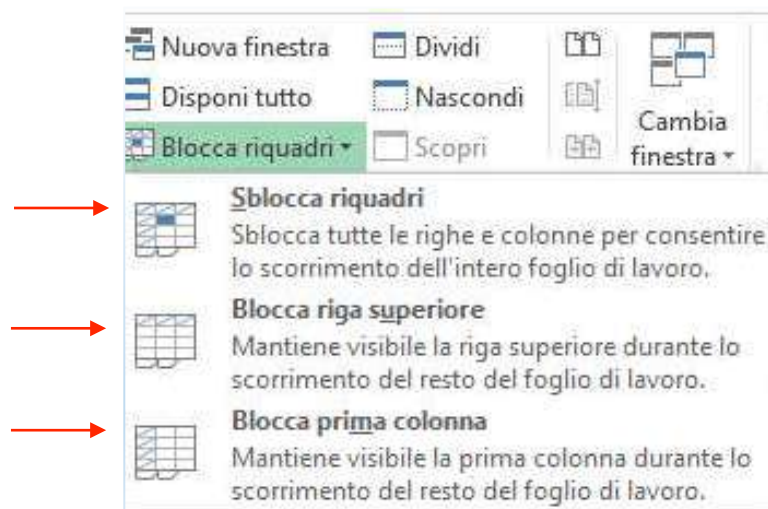 Nuova finestra
Dividi
Disponi tutto
Nascondi
Blocca riquadri
Scopri
Cambia
finestra
Sblocca riquadri
Sblocca tutte le righe e colonne per consentire
lo scorrimento dell'intero foglio di lavoro.
Blocca riga superiore
Mantiene visibile la riga superiore durante lo
scorrimento del resto del foglio di lavoro.
Blocca prima colonna
Mantiene visibile la prima colonna durante lo
scorrimento del resto del foglio di lavoro.